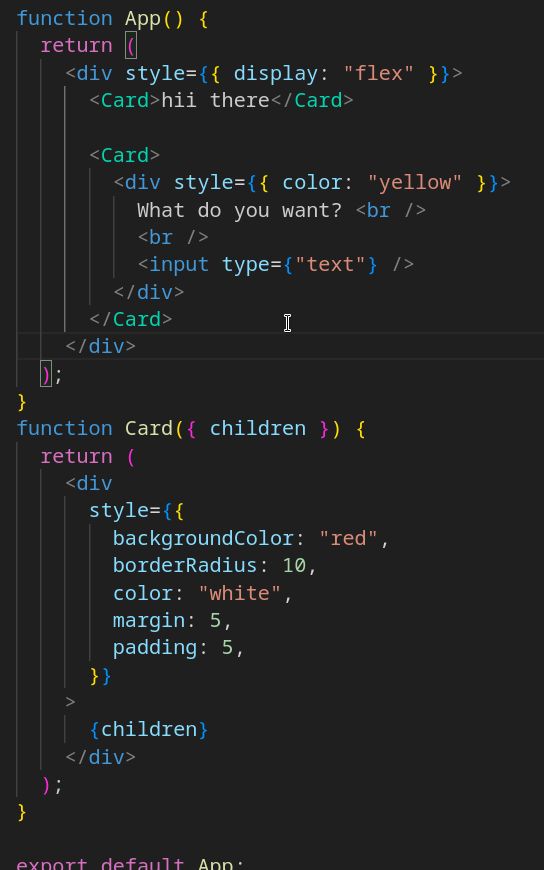 function App() {
  return (
    <div style={{ display: "flex" }}>
      <Card>hii there</Card>

      <Card>
        <div style={{ color: "yellow" }}>
          What do you want? <br />
          <br />
          <input type={"text"} />
        </div>
      </Card>
    </div>
  );
}
function Card({ children }) {
  return (
    <div
      style={{
        backgroundColor: "red",
        borderRadius: 10,
        color: "white",
        margin: 5,
        padding: 5,
      }}
    >
      {children}
    </div>
  );
}

export default App;